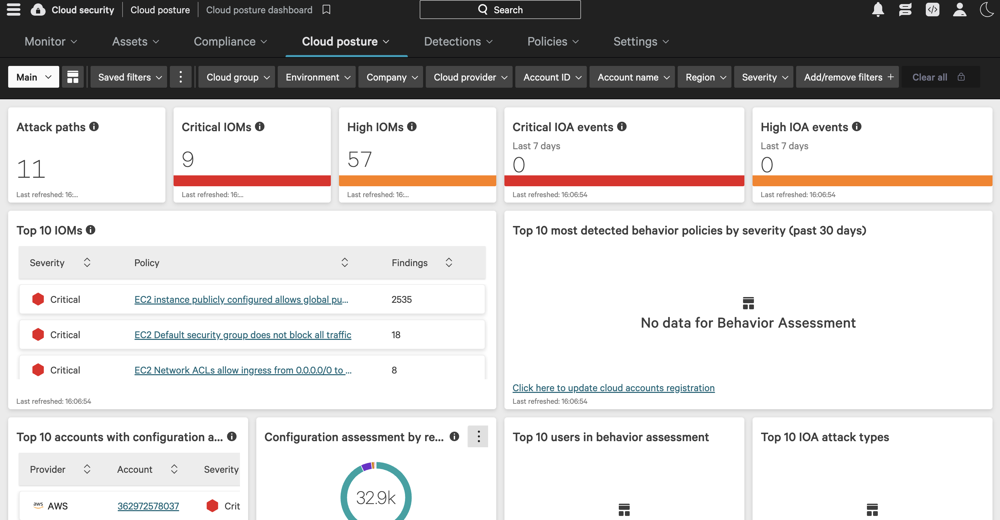 Cloud security
Cloud posture
Cloud posture dashboard
Search
Monitor
Assets
Compliance
Cloud posture
Detections
Policies
Settings
Main
Saved filters
Cloud group
Environment
Company
Cloud provider
Account ID
Account name
Region
Severity
Add/remove filters
Clear all
Attack paths
11
Last refreshed: 16:...
Critical IOMs
9
Last refreshed: 16:...
High IOMs
57
Last refreshed: 16:...
Critical IOA events
Last 7 days
0
Last refreshed: 16:06:54
High IOA events
Last 7 days
0
Last refreshed: 16:06:54
Top 10 IOMs
Severity Policy Findings
Critical EC2 instance publicly configured allows global pu... 2535
Critical EC2 Default security group does not block all traffic 18
Critical EC2 Network ACLs allow ingress from 0.0.0.0/0 to ... 8
Last refreshed: 16:06:54
Top 10 most detected behavior policies by severity (past 30 days)
No data for Behavior Assessment
Click here to update cloud accounts registration
Last refreshed: 16:06:54
Top 10 accounts with configuration a...
Provider Account Severity
aws AWS 362972578037 Crit
Configuration assessment by re...
32.9k
Top 10 users in behavior assessment
Top 10 IOA attack types